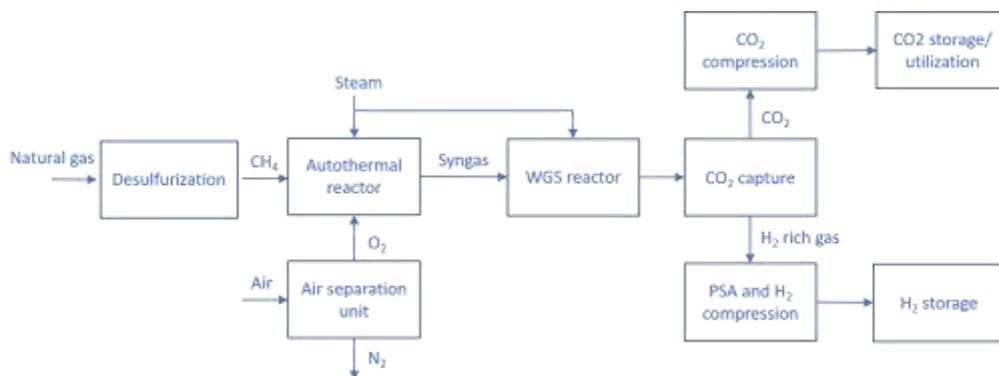 CO₂
compression
CO2 storage/
utilization
Steam
CO₂
Natural gas
Desulfurization
CH₄
Autothermal
reactor
Syngas
WGS reactor
CO₂ capture
O₂
H₂ rich gas
Air
Air separation
unit
PSA and H₂
compression
H₂ storage
N₂